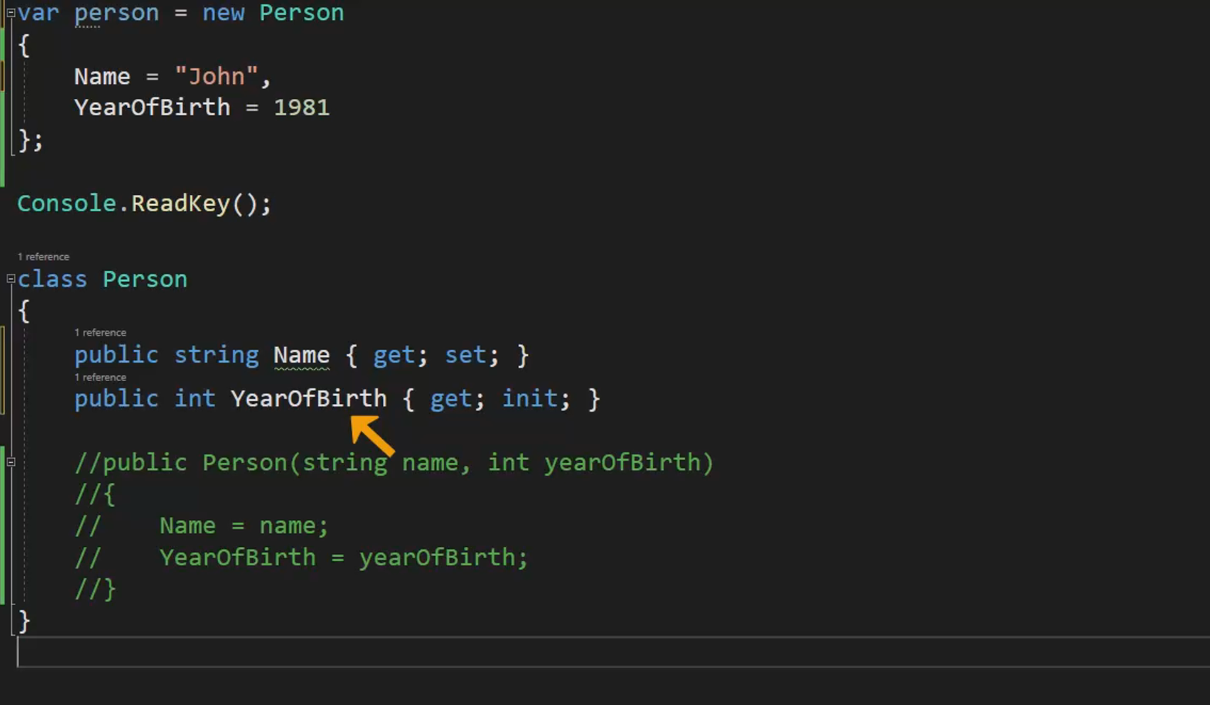 var person = new Person
{
    Name = "John",
    YearOfBirth = 1981
};
Console.ReadKey();
1 reference
class Person
{
    1 reference
    public string Name { get; set; }
    1 reference
    public int YearOfBirth { get; init; }
    //public Person(string name, int yearOfBirth)
    //{
    //    Name = name;
    //    YearOfBirth = yearOfBirth;
    //}
}